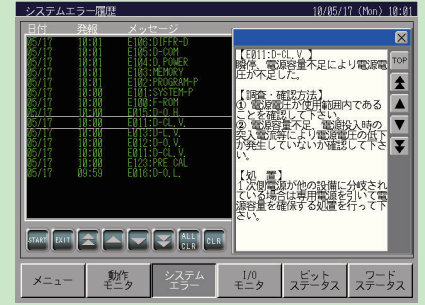 システムエラー履歴 10/05/17 (Mon) 10:01
日付 発報 メッセージ
05/17 10:01 E106:DIFFR-D
05/17 10:01 E105:D-COM
05/17 10:01 E104:D.POWER
05/17 10:01 E103:MEMORY
05/17 10:01 E102:PROGRAM-P
05/17 10:00 E101:SYSTEM-P
05/17 10:00 E100:F-ROM
05/17 10:00 E015:D-O.H.
05/17 10:00 E011:D-CL.V.
05/17 10:00 E013:D-L.V.
05/17 10:00 E012:D-O.V.
05/17 10:00 E011:D-CL.V.
05/17 10:00 E123:PRE CAL
05/17 09:59 E016:D-O.L.
【E011:D-CL.V.】
瞬停、電源容量不足により電源電
圧が不足した。
【調査・確認方法】
① 電源電圧が使用範囲内である
ことを確認して下さい。
② 電源容量不足、電源投入時の
突入電流等により電源電圧の低下
が発生していないか確認して下さ
い。
【処 置】
1次側電源が他の設備に分岐され
ている場合は専用電源を引いて電
源容量を確保する処置を行って下
さい。
TOP
START EXIT ALL CLR CLR
メニュー
動作
モニタ
システム
エラー
I/O
モニタ
ビット
ステータス
ワード
ステータス